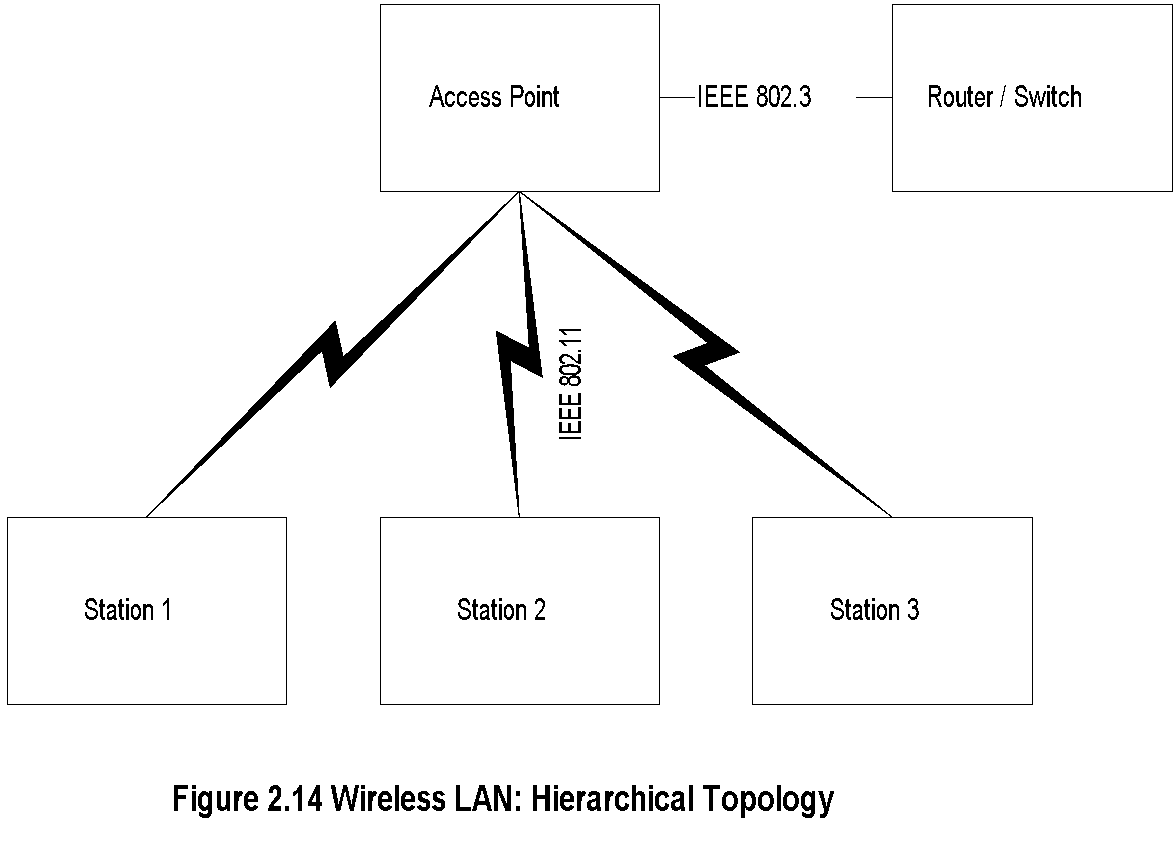 Access Point
IEEE 802.3
Router / Switch
IEEE 802.11
Station 1
Station 2
Station 3
Figure 2.14 Wireless LAN: Hierarchical Topology